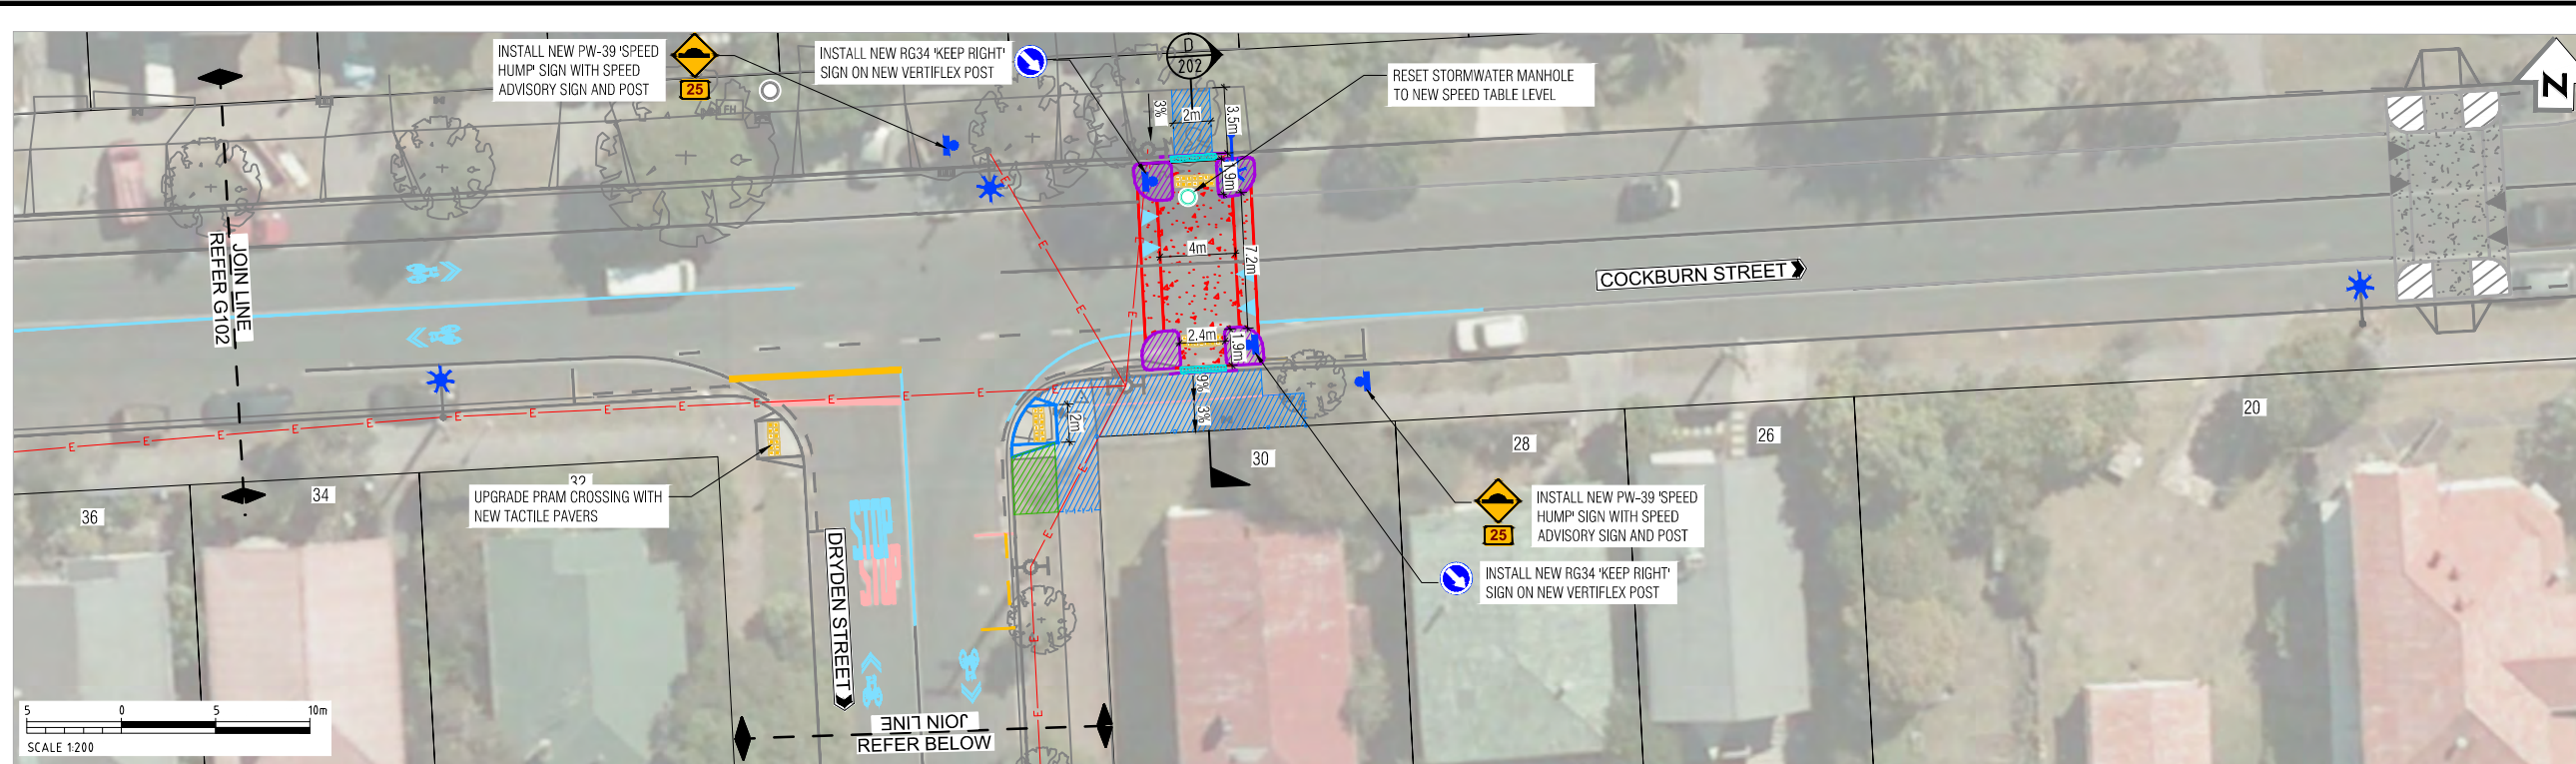 INSTALL NEW PW-39 'SPEED
HUMP' SIGN WITH SPEED
ADVISORY SIGN AND POST
25
INSTALL NEW RG34 'KEEP RIGHT'
SIGN ON NEW VERTIFLEX POST
D
202
RESET STORMWATER MANHOLE
TO NEW SPEED TABLE LEVEL
N
FH
3%
2m
3.5m
1.9m
4m
7.2m
2.4m
1.9m
9%
3%
2m
JOIN LINE
REFER G102
COCKBURN STREET
E E E E E E E E E E E E E E E E E E E E E
36
34
32
30
28
26
20
UPGRADE PRAM CROSSING WITH
NEW TACTILE PAVERS
STOP
STOP
DRYDEN STREET
INSTALL NEW PW-39 'SPEED
HUMP' SIGN WITH SPEED
ADVISORY SIGN AND POST
25
INSTALL NEW RG34 'KEEP RIGHT'
SIGN ON NEW VERTIFLEX POST
JOIN LINE
REFER BELOW
5 0 5 10m
SCALE 1:200